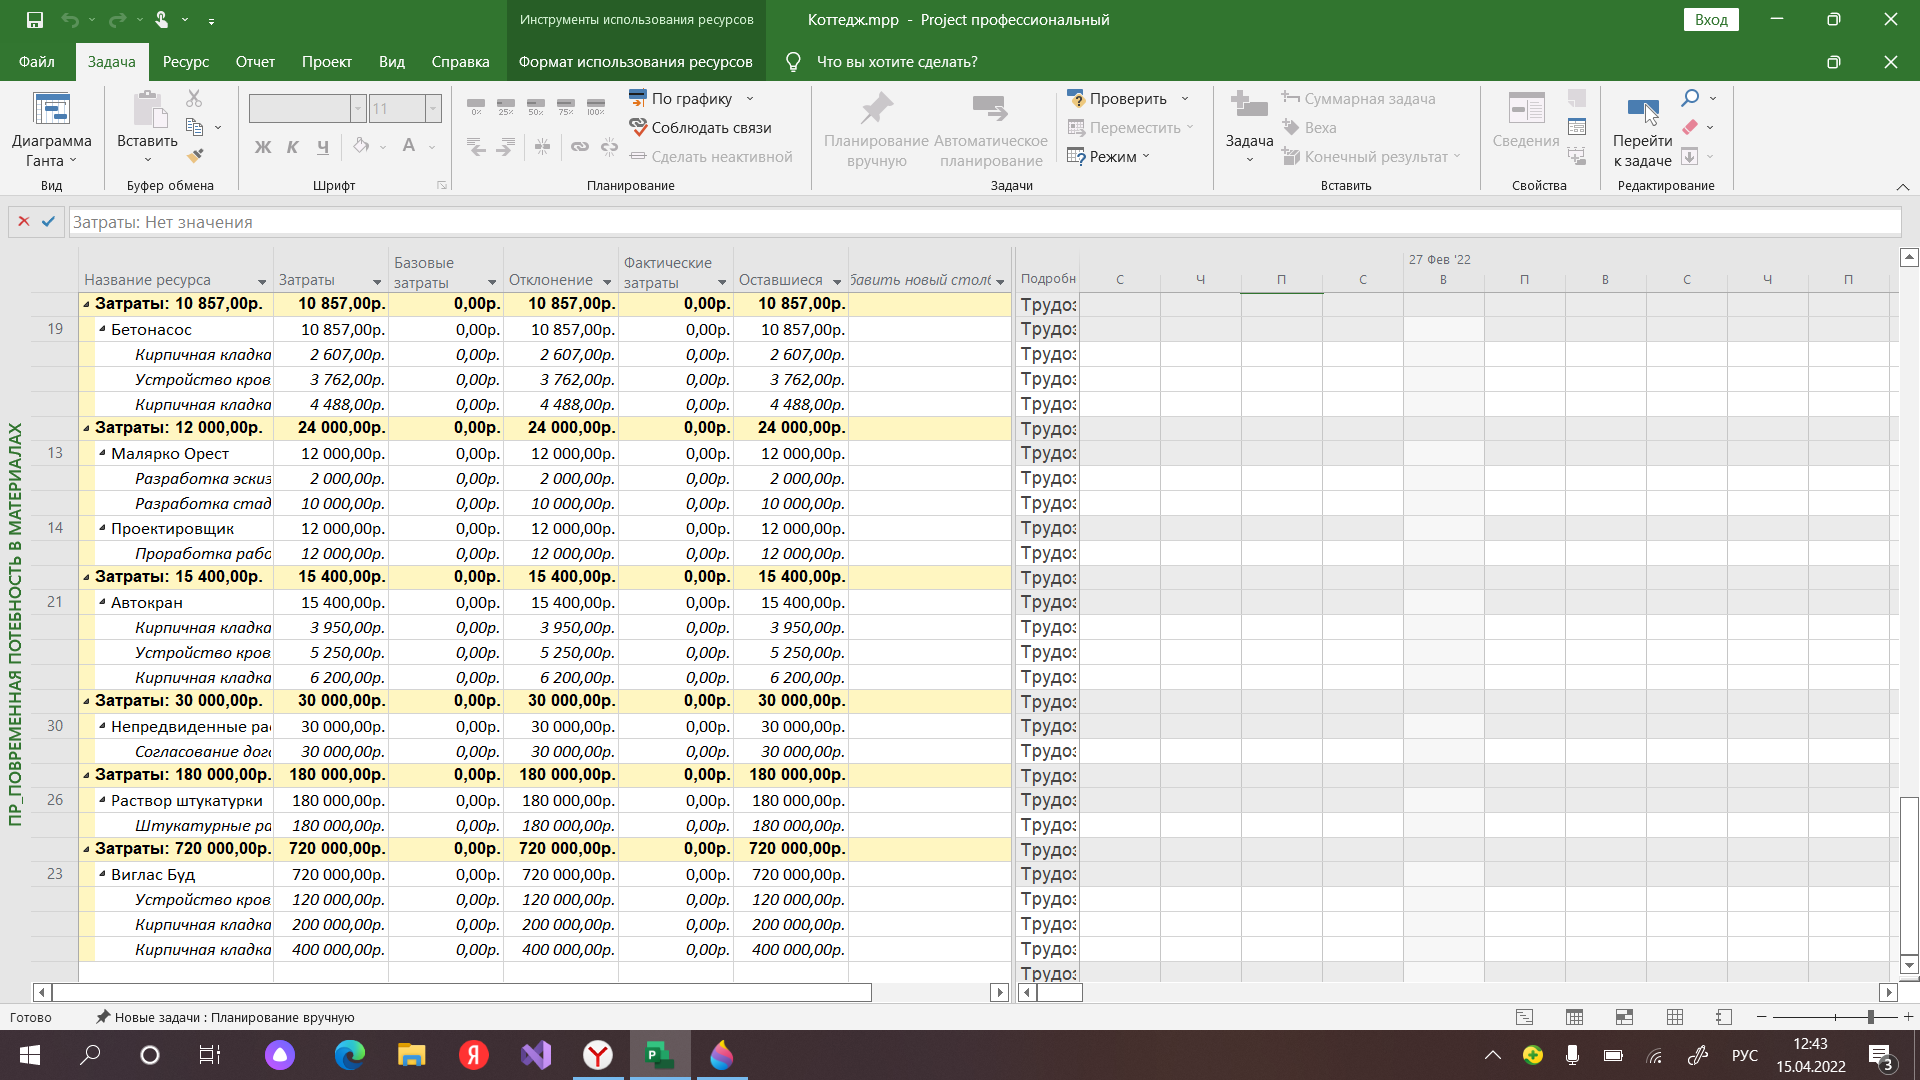 Инструменты использования ресурсов
Коттедж.mpp - Project профессиональный
Вход
Файл
Задача
Ресурс
Отчет
Проект
Вид
Справка
Формат использования ресурсов
Что вы хотите сделать?
Диаграмма Ганта
Вид
Вставить
Буфер обмена
11
Ж К Ч А
Шрифт
0% 25% 50% 75% 100%
По графику
Соблюдать связи
Сделать неактивной
Планирование
Планирование вручную
Автоматическое планирование
Проверить
Переместить
Режим
Задачи
Задача
Суммарная задача
Веха
Конечный результат
Вставить
Сведения
Свойства
Перейти к задаче
Редактирование
Затраты: Нет значения
ПР_ПОВРЕМЕННАЯ ПОТЕБНОСТЬ В МАТЕРИАЛАХ
Название ресурса Затраты Базовые затраты Отклонение Фактические затраты Оставшиеся бавить новый столб Подробн
27 Фев '22
С Ч П С В П В С Ч П
Затраты: 10 857,00р. 10 857,00р. 0,00р. 10 857,00р. 0,00р. 10 857,00р. Трудоз
19 Бетонасос 10 857,00р. 0,00р. 10 857,00р. 0,00р. 10 857,00р. Трудоз
Кирпичная кладка 2 607,00р. 0,00р. 2 607,00р. 0,00р. 2 607,00р. Трудоз
Устройство кров 3 762,00р. 0,00р. 3 762,00р. 0,00р. 3 762,00р. Трудоз
Кирпичная кладка 4 488,00р. 0,00р. 4 488,00р. 0,00р. 4 488,00р. Трудоз
Затраты: 12 000,00р. 24 000,00р. 0,00р. 24 000,00р. 0,00р. 24 000,00р. Трудоз
13 Малярко Орест 12 000,00р. 0,00р. 12 000,00р. 0,00р. 12 000,00р. Трудоз
Разработка эскиз 2 000,00р. 0,00р. 2 000,00р. 0,00р. 2 000,00р. Трудоз
Разработка стад 10 000,00р. 0,00р. 10 000,00р. 0,00р. 10 000,00р. Трудоз
14 Проектировщик 12 000,00р. 0,00р. 12 000,00р. 0,00р. 12 000,00р. Трудоз
Проработка рабо 12 000,00р. 0,00р. 12 000,00р. 0,00р. 12 000,00р. Трудоз
Затраты: 15 400,00р. 15 400,00р. 0,00р. 15 400,00р. 0,00р. 15 400,00р. Трудоз
21 Автокран 15 400,00р. 0,00р. 15 400,00р. 0,00р. 15 400,00р. Трудоз
Кирпичная кладка 3 950,00р. 0,00р. 3 950,00р. 0,00р. 3 950,00р. Трудоз
Устройство кров 5 250,00р. 0,00р. 5 250,00р. 0,00р. 5 250,00р. Трудоз
Кирпичная кладка 6 200,00р. 0,00р. 6 200,00р. 0,00р. 6 200,00р. Трудоз
Затраты: 30 000,00р. 30 000,00р. 0,00р. 30 000,00р. 0,00р. 30 000,00р. Трудоз
30 Непредвиденные ра 30 000,00р. 0,00р. 30 000,00р. 0,00р. 30 000,00р. Трудоз
Согласование дого 30 000,00р. 0,00р. 30 000,00р. 0,00р. 30 000,00р. Трудоз
Затраты: 180 000,00р. 180 000,00р. 0,00р. 180 000,00р. 0,00р. 180 000,00р. Трудоз
26 Раствор штукатурки 180 000,00р. 0,00р. 180 000,00р. 0,00р. 180 000,00р. Трудоз
Штукатурные ра 180 000,00р. 0,00р. 180 000,00р. 0,00р. 180 000,00р. Трудоз
Затраты: 720 000,00р. 720 000,00р. 0,00р. 720 000,00р. 0,00р. 720 000,00р. Трудоз
23 Виглас Буд 720 000,00р. 0,00р. 720 000,00р. 0,00р. 720 000,00р. Трудоз
Устройство кров 120 000,00р. 0,00р. 120 000,00р. 0,00р. 120 000,00р. Трудоз
Кирпичная кладка 200 000,00р. 0,00р. 200 000,00р. 0,00р. 200 000,00р. Трудоз
Кирпичная кладка 400 000,00р. 0,00р. 400 000,00р. 0,00р. 400 000,00р. Трудоз
Трудоз
Готово
Новые задачи : Планирование вручную
РУС
12:43
15.04.2022
3